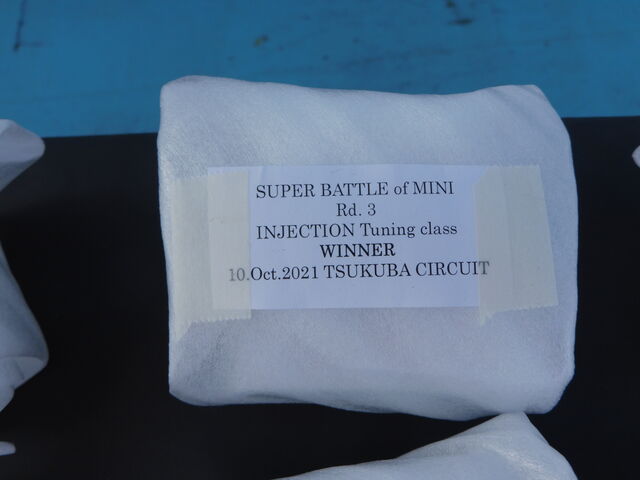 SUPER BATTLE of MINI
Rd. 3
INJECTION Tuning class
WINNER
10.Oct.2021 TSUKUBA CIRCUIT